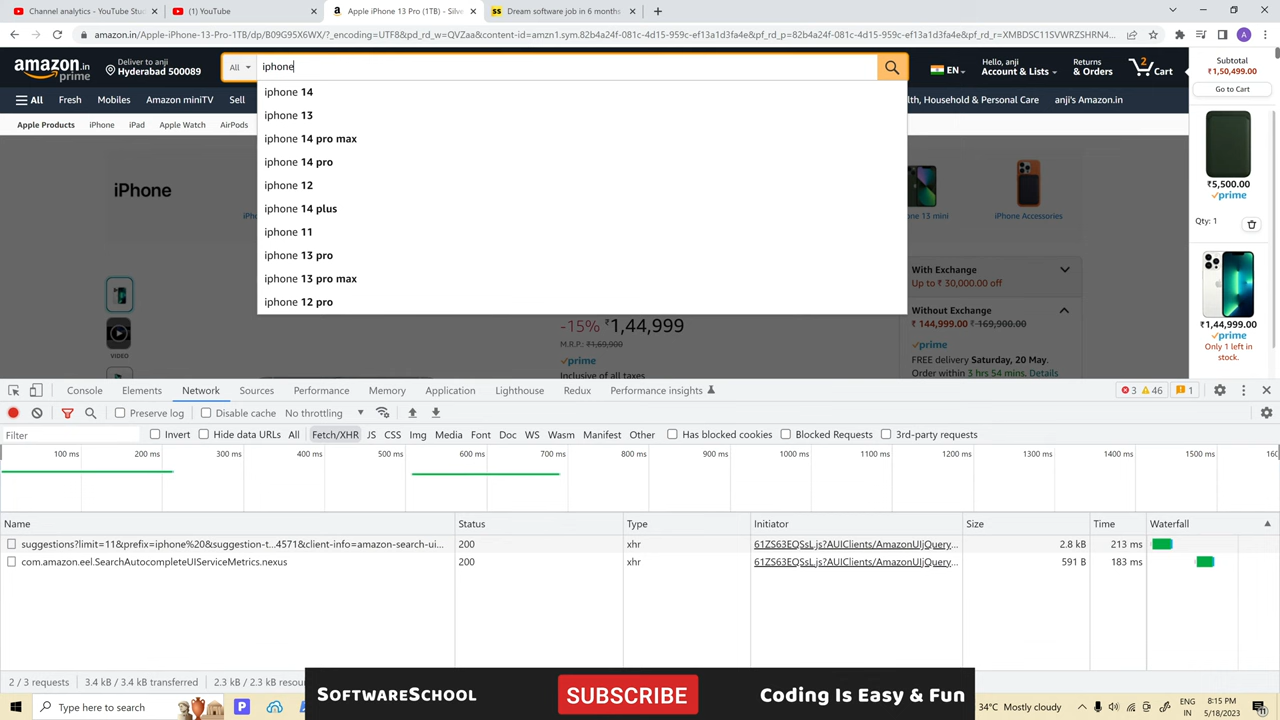 Channel analytics - YouTube Stu
(1) YouTube
Apple iPhone 13 Pro (1TB) - Silve
Dream software job in 6 months
amazon.in/Apple-iPhone-13-Pro-1TB/dp/B09G95X6WX/?_encoding=UTF8&pd_rd_w=QVZaa&content-id=amzn1.sym.82b4a24f-081c-4d15-959c-ef13a1d3fa4e&pf_rd_p=82b4a24f-081c-4d15-959c-ef13a1d3fa4e&pf_rd_r=XMBDSC11SVWRZSHRN4...
A
amazon.in
prime
Deliver to anji
Hyderabad 500089
All
iphone
EN
Hello, anji
Account & Lists
Returns
& Orders
2
Cart
Subtotal
₹1,50,499.00
Go to Cart
All
Fresh
Mobiles
Amazon miniTV
Sell
lth, Household & Personal Care
anji's Amazon.in
Apple Products
iPhone
iPad
Apple Watch
AirPods
iphone 14
iphone 13
iphone 14 pro max
iphone 14 pro
iphone 12
iphone 14 plus
iphone 11
iphone 13 pro
iphone 13 pro max
iphone 12 pro
iPhone
iPh
one 13 mini
iPhone Accessories
₹5,500.00
prime
Qty: 1
VIDEO
-15% ₹1,44,999
M.R.P.: ₹1,69,900
prime
Inclusive of all taxes
With Exchange
Up to ₹ 30,000.00 off
Without Exchange
₹ 144,999.00 ₹ 169,900.00
prime
FREE delivery Saturday, 20 May.
Order within 3 hrs 54 mins. Details
₹1,44,999.00
prime
Only 1 left in
stock.
Console
Elements
Network
Sources
Performance
Memory
Application
Lighthouse
Redux
Performance insights
3
46
1
Preserve log
Disable cache
No throttling
Filter
Invert
Hide data URLs
All
Fetch/XHR
JS
CSS
Img
Media
Font
Doc
WS
Wasm
Manifest
Other
Has blocked cookies
Blocked Requests
3rd-party requests
100 ms
200 ms
300 ms
400 ms
500 ms
600 ms
700 ms
800 ms
900 ms
1000 ms
1100 ms
1200 ms
1300 ms
1400 ms
1500 ms
160
Name
Status
Type
Initiator
Size
Time
Waterfall
suggestions?limit=11&prefix=iphone%20&suggestion-t...4571&client-info=amazon-search-ui...
200
xhr
61ZS63EQSsL.js?AUIClients/AmazonUIjQuery...
2.8 kB
213 ms
com.amazon.eel.SearchAutocompleteUIServiceMetrics.nexus
200
xhr
61ZS63EQSsL.js?AUIClients/AmazonUIjQuery...
591 B
183 ms
2 / 3 requests
3.4 kB / 3.4 kB transferred
2.3 kB /
SoftwareSchool
SUBSCRIBE
Coding Is Easy & Fun
Type here to search
P
34°C Mostly cloudy
ENG
IN
8:15 PM
5/18/2023